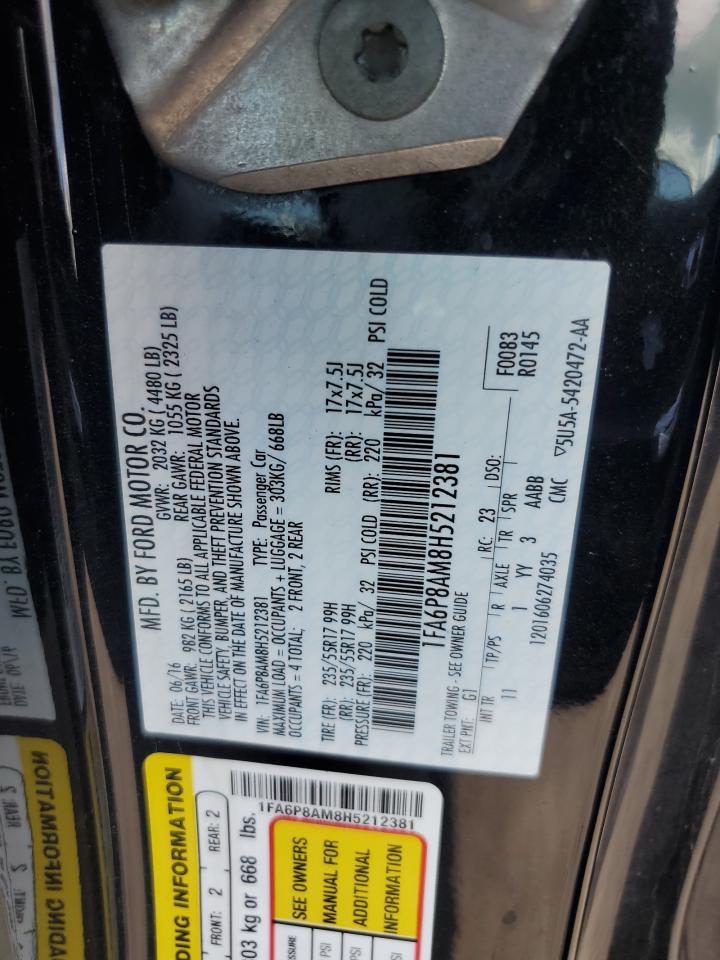 MFD. BY FORD MOTOR CO.
DATE: 06/16 GVWR: 2032 KG ( 4480 LB)
FRONT GAWR: 982 KG ( 2165 LB) REAR GAWR: 1055 KG ( 2325 LB)
THIS VEHICLE CONFORMS TO ALL APPLICABLE FEDERAL MOTOR
VEHICLE SAFETY, BUMPER, AND THEFT PREVENTION STANDARDS
IN EFFECT ON THE DATE OF MANUFACTURE SHOWN ABOVE.
VIN: 1FA6P8AM8H5212381 TYPE: Passenger Car
MAXIMUM LOAD = OCCUPANTS + LUGGAGE = 303KG/ 668LB
OCCUPANTS = 4 TOTAL: 2 FRONT, 2 REAR
TIRE (FR): 235/55R17 99H RIMS (FR): 17x7.5J
(RR): 235/55R17 99H (RR): 17x7.5J
PRESSURE (FR): 220 kPa/ 32 PSI COLD (RR): 220 kPa/ 32 PSI COLD
1FA6P8AM8H5212381
TRAILER TOWING - SEE OWNER GUIDE
EXT PNT: G1 RC: 23 DSO: F0083
R0145
INT TR TP/PS R AXLE TR SPR
11 1 YY 3 AABB
1201606274035 CMC ▽5U5A-5420472-AA
DING INFORMATION
FRONT: 2 REAR: 2
03 kg or 668 lbs.
1FA6P8AM8H5212381
SEE OWNERS
MANUAL FOR
ADDITIONAL
INFORMATION
PSI
PSI
PSI